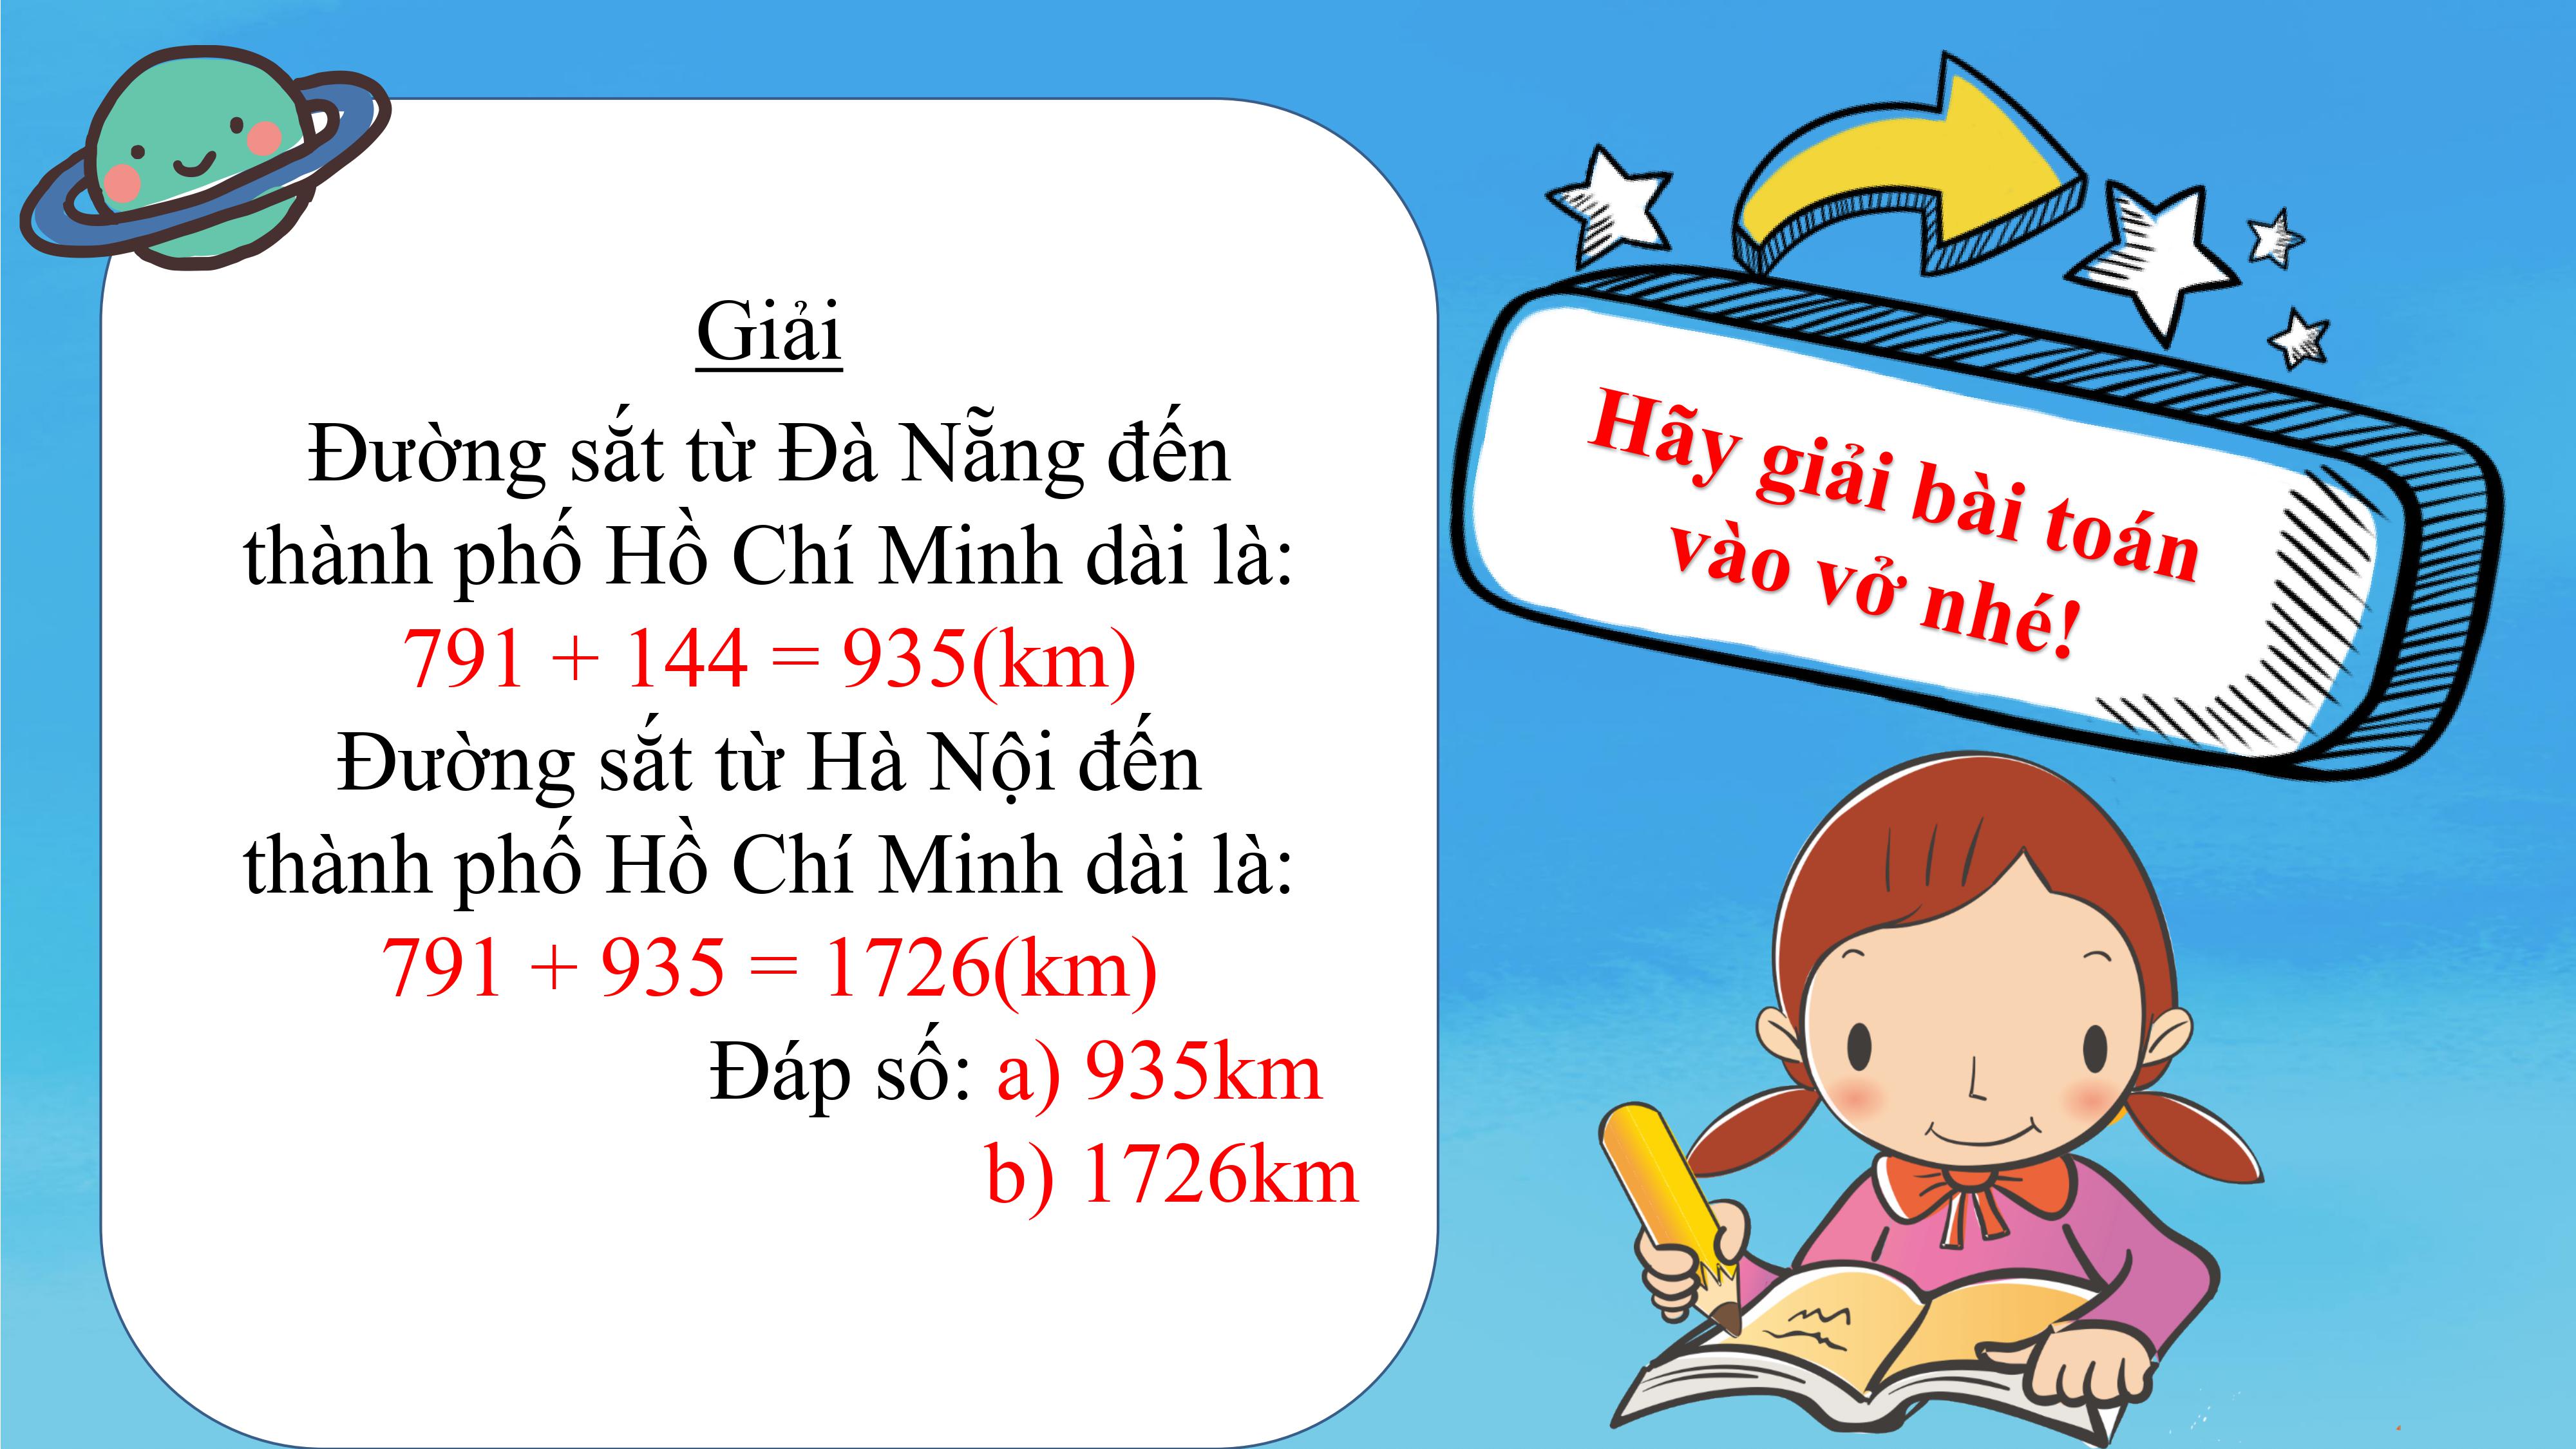 Giải
Đường sắt từ Đà Nẵng đến
thành phố Hồ Chí Minh dài là:
791 + 144 = 935(km)
Đường sắt từ Hà Nội đến
thành phố Hồ Chí Minh dài là:
791 + 935 = 1726(km)
Đáp số: a) 935km
b) 1726km
Hãy giải bài toán
vào vở nhé!